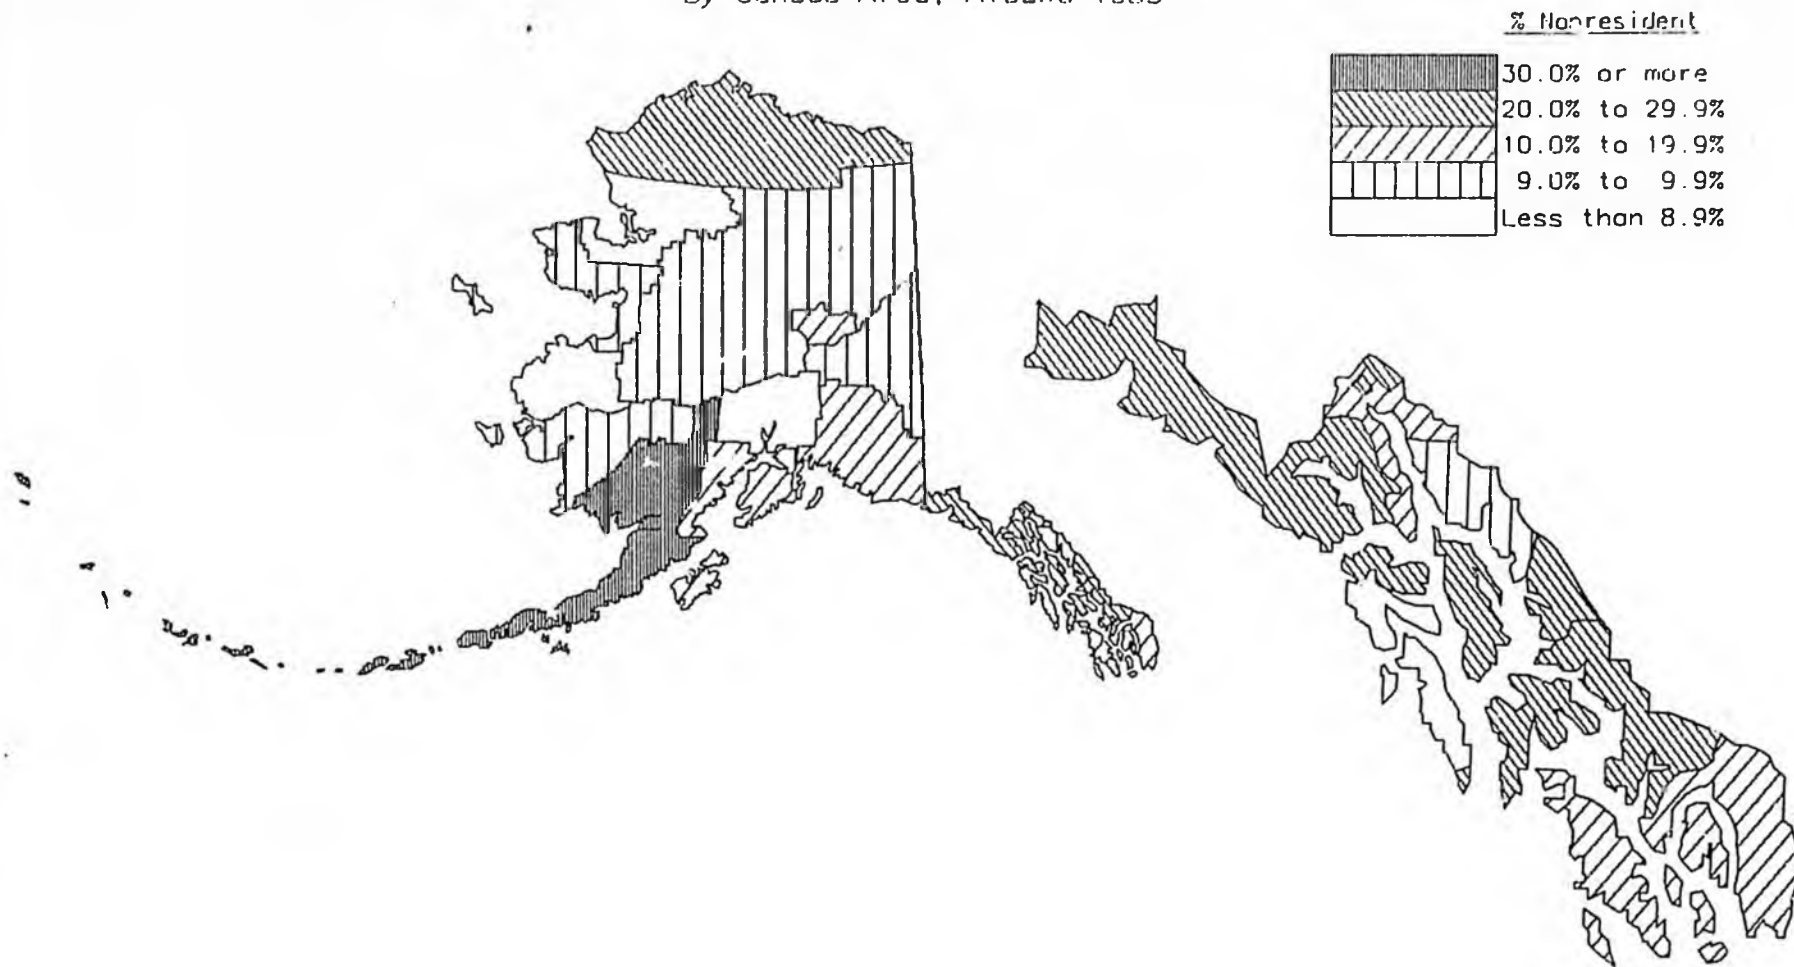 % Nonresident
30.0% or more
20.0% to 29.9%
10.0% to 19.9%
9.0% to 9.9%
Less than 8.9%